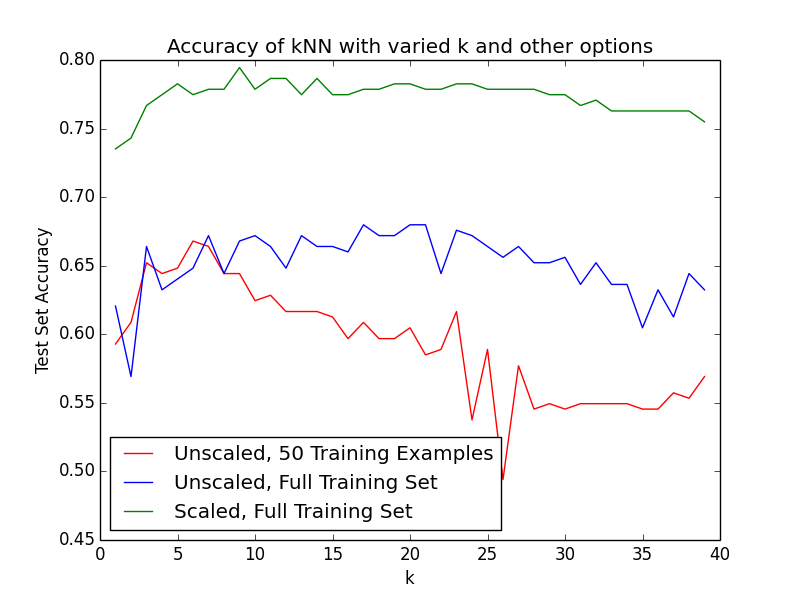 Accuracy of kNN with varied k and other options
0.80
0.75
0.70
0.65
0.60
0.55
0.50
0.45
Test Set Accuracy
Unscaled, 50 Training Examples
Unscaled, Full Training Set
Scaled, Full Training Set
0 5 10 15 20 25 30 35 40
k